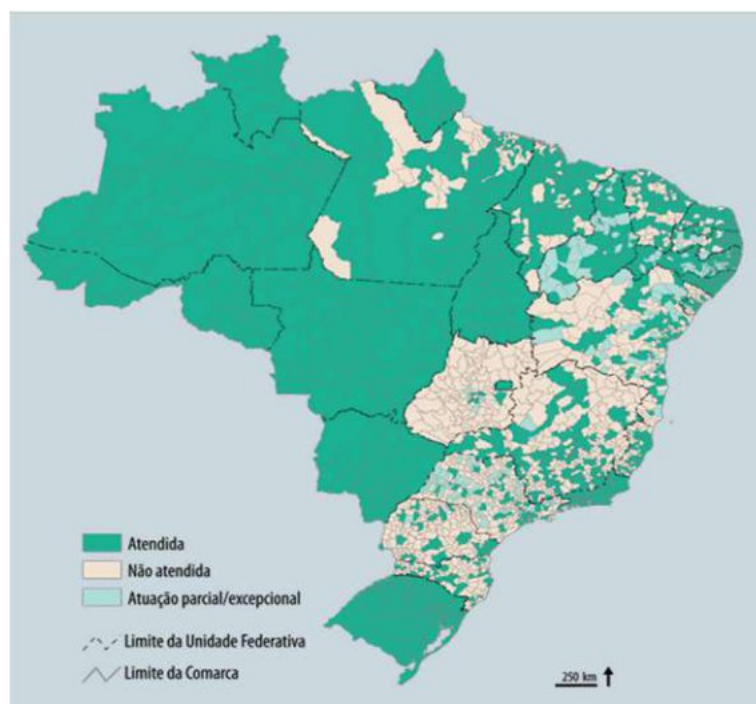 Atendida
Não atendida
Atuação parcial/excepcional
Limite da Unidade Federativa
Limite da Comarca
250 km